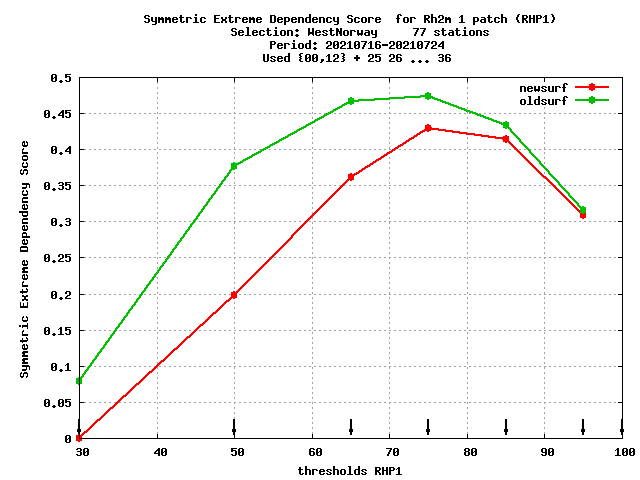 Symmetric Extreme Dependency Score  for Rh2m 1 patch (RHP1)
Selection: WestNorway     77 stations
Period: 20210716-20210724
Used {00,12} + 25 26 ... 36
newsurf
oldsurf
0.5
0.45
0.4
0.35
0.3
0.25
0.2
0.15
0.1
0.05
0
Symmetric Extreme Dependency Score
30 40 50 60 70 80 90 100
thresholds RHP1